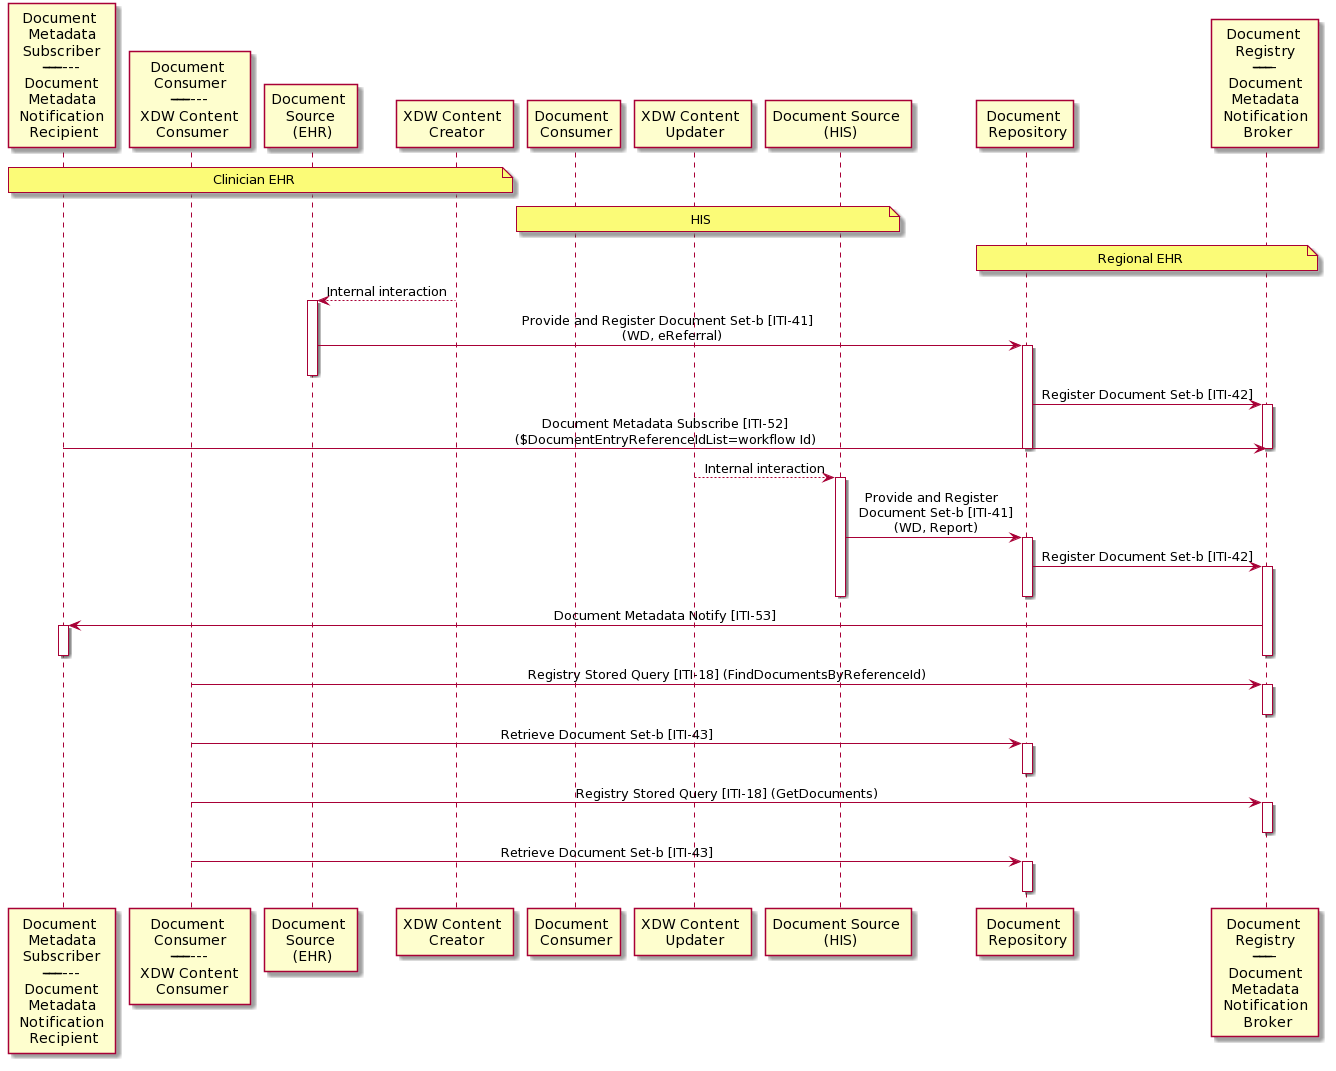 Document
Metadata
Subscriber
------
Document
Metadata
Notification
Recipient
Document
Consumer
------
XDW Content
Consumer
Document
Source
(EHR)
XDW Content
Creator
Document
Consumer
XDW Content
Updater
Document Source
(HIS)
Document
Repository
Document
Registry
---
Document
Metadata
Notification
Broker
Clinician EHR
HIS
Regional EHR
Internal interaction
Provide and Register Document Set-b [ITI-41]
(WD, eReferral)
Register Document Set-b [ITI-42]
Document Metadata Subscribe [ITI-52]
($DocumentEntryReferenceIdList=workflow Id)
Internal interaction
Provide and Register
Document Set-b [ITI-41]
(WD, Report)
Register Document Set-b [ITI-42]
Document Metadata Notify [ITI-53]
Registry Stored Query [ITI-18] (FindDocumentsByReferenceId)
Retrieve Document Set-b [ITI-43]
Registry Stored Query [ITI-18] (GetDocuments)
Retrieve Document Set-b [ITI-43]
Document
Metadata
Subscriber
------
Document
Metadata
Notification
Recipient
Document
Consumer
------
XDW Content
Consumer
Document
Source
(EHR)
XDW Content
Creator
Document
Consumer
XDW Content
Updater
Document Source
(HIS)
Document
Repository
Document
Registry
---
Document
Metadata
Notification
Broker